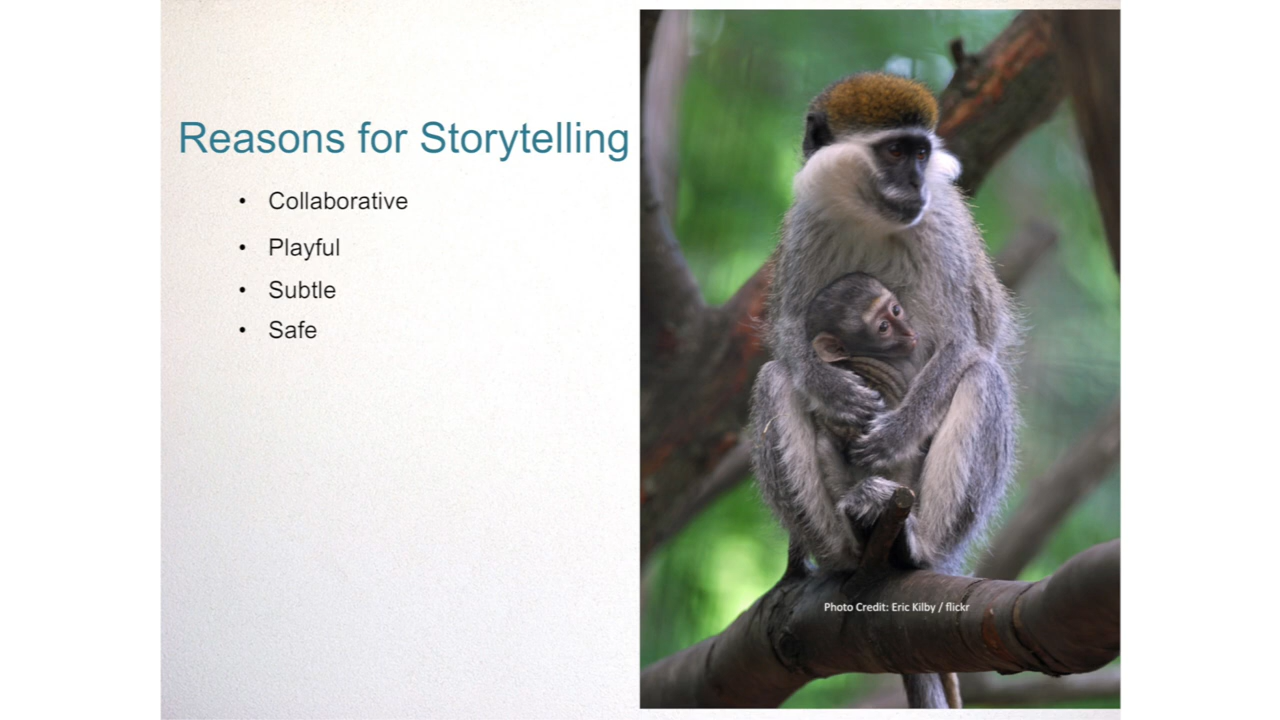 Reasons for Storytelling
• Collaborative
• Playful
• Subtle
• Safe
Photo Credit: Eric Kilby / flickr